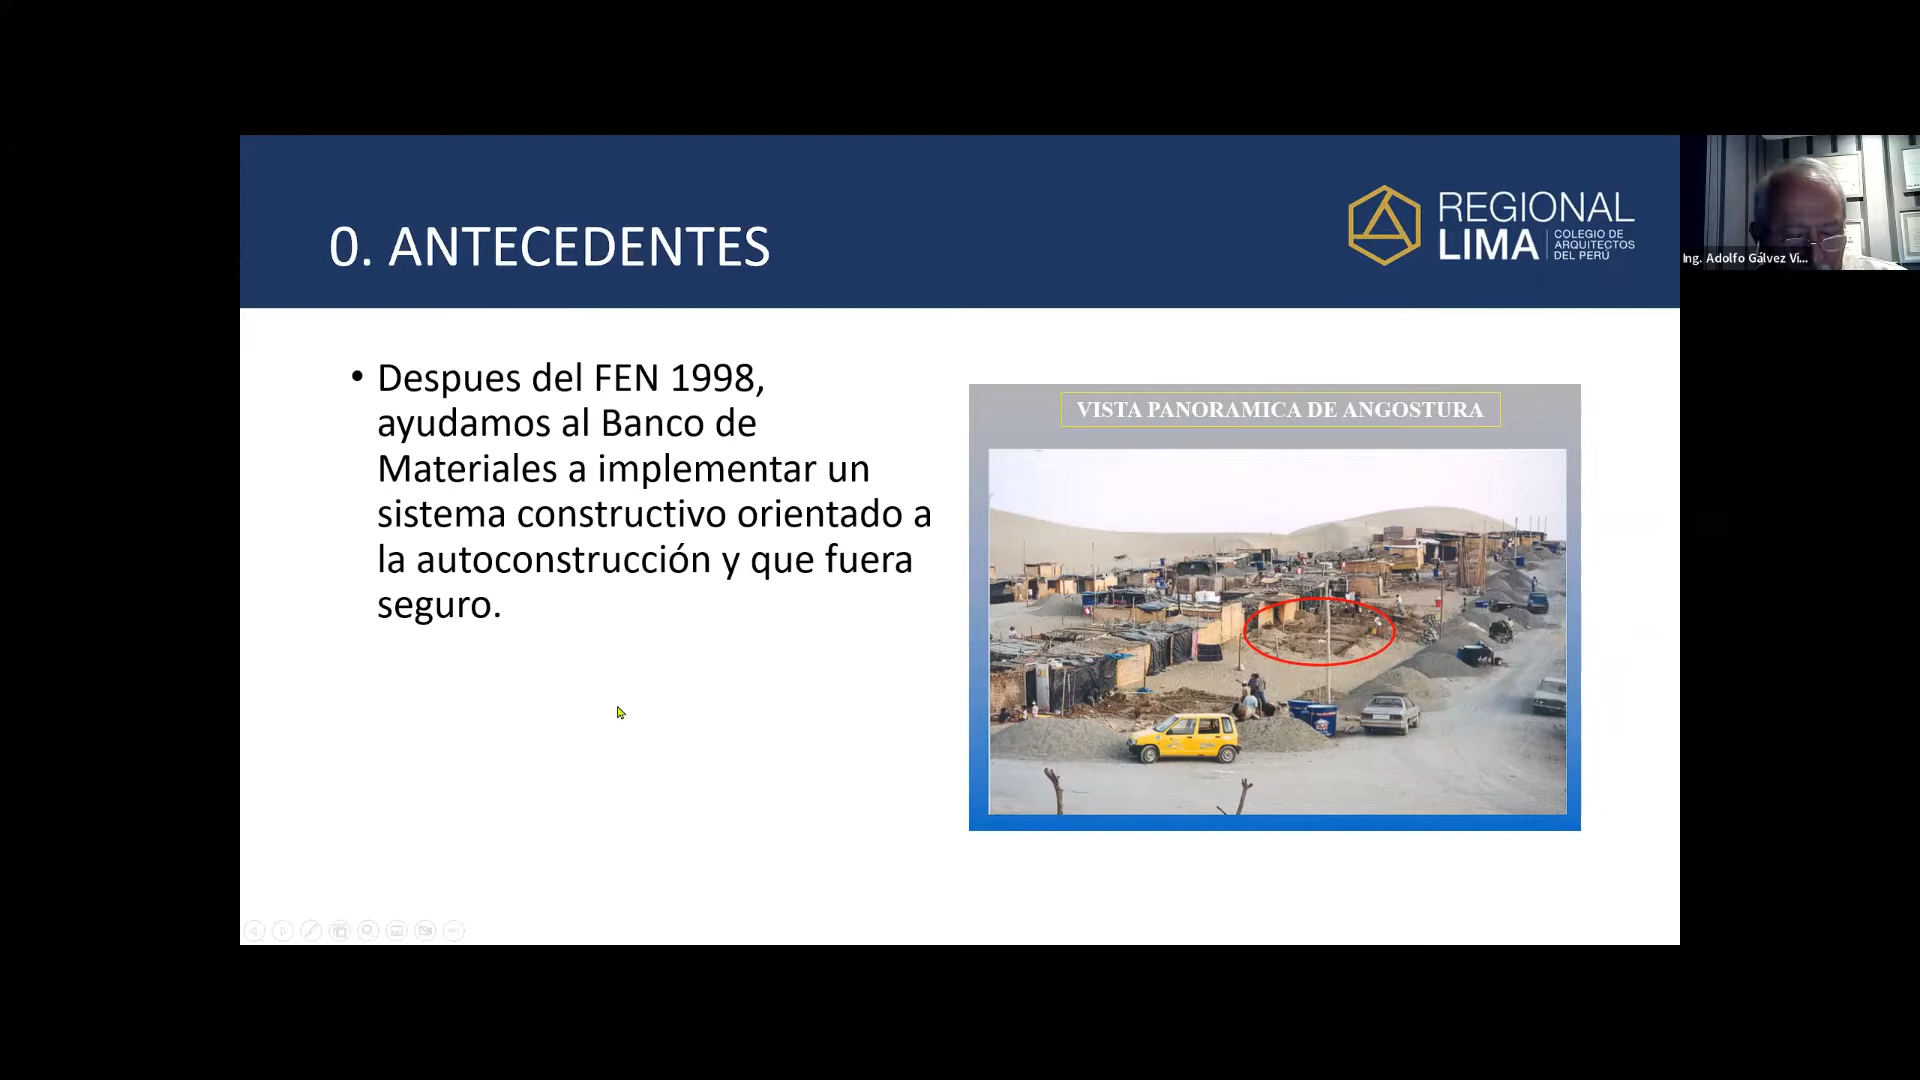 0. ANTECEDENTES
REGIONAL
LIMA
COLEGIO DE
ARQUITECTOS
DEL PERÚ
Ing. Adolfo Gálvez Vi...
• Despues del FEN 1998,
ayudamos al Banco de
Materiales a implementar un
sistema constructivo orientado a
la autoconstrucción y que fuera
seguro.
VISTA PANORAMICA DE ANGOSTURA